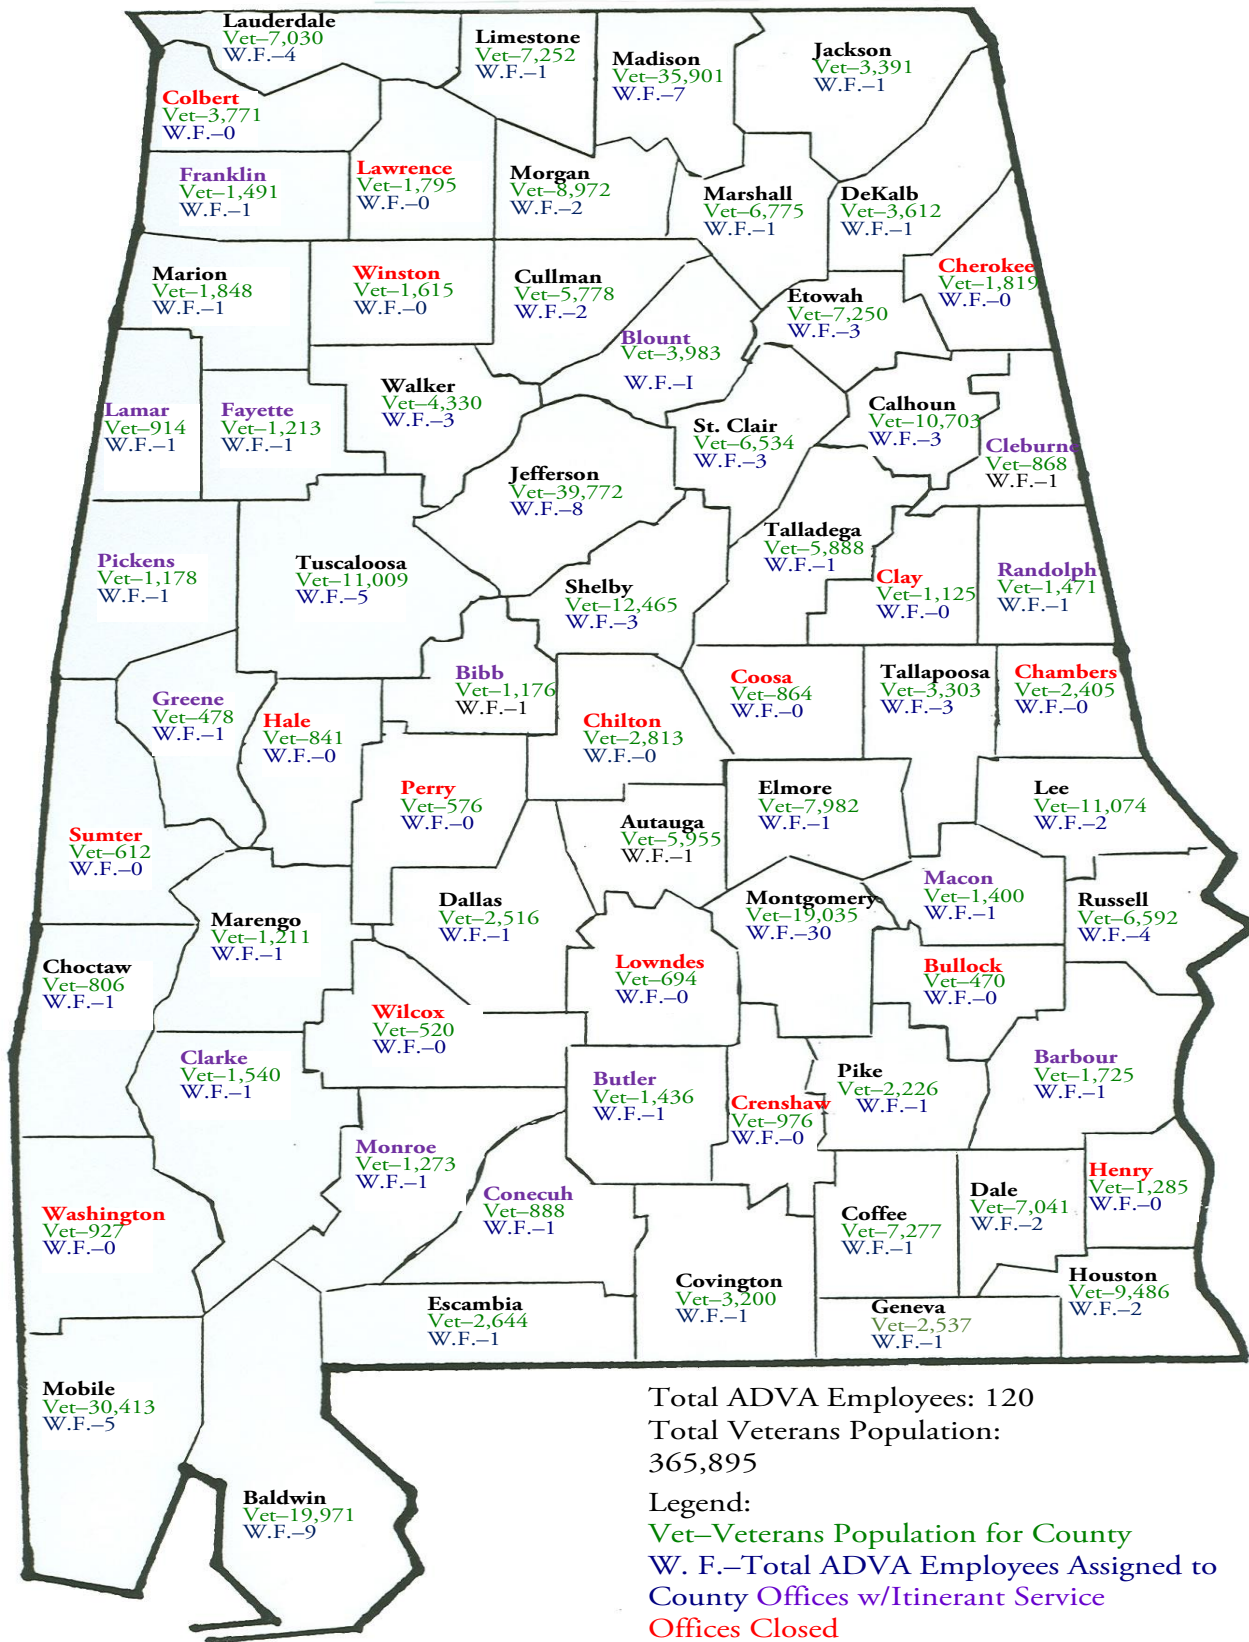 Lauderdale
Vet–7,030
W.F.–4
Limestone
Vet–7,252
W.F.–1
Madison
Vet–35,901
W.F.–7
Jackson
Vet–3,391
W.F.–1
Colbert
Vet–3,771
W.F.–0
Franklin
Vet–1,491
W.F.–1
Lawrence
Vet–1,795
W.F.–0
Morgan
Vet–8,972
W.F.–2
Marshall
Vet–6,775
W.F.–1
DeKalb
Vet–3,612
W.F.–1
Marion
Vet–1,848
W.F.–1
Winston
Vet–1,615
W.F.–0
Cullman
Vet–5,778
W.F.–2
Blount
Vet–3,983
W.F.–I
Etowah
Vet–7,250
W.F.–3
Cherokee
Vet–1,819
W.F.–0
Lamar
Vet–914
W.F.–1
Fayette
Vet–1,213
W.F.–1
Walker
Vet–4,330
W.F.–3
Jefferson
Vet–39,772
W.F.–8
St. Clair
Vet–6,534
W.F.–3
Calhoun
Vet–10,703
W.F.–3
Cleburne
Vet–868
W.F.–1
Pickens
Vet–1,178
W.F.–1
Tuscaloosa
Vet–11,009
W.F.–5
Shelby
Vet–12,465
W.F.–3
Talladega
Vet–5,888
W.F.–1
Clay
Vet–1,125
W.F.–0
Randolph
Vet–1,471
W.F.–1
Greene
Vet–478
W.F.–1
Hale
Vet–841
W.F.–0
Bibb
Vet–1,176
W.F.–1
Chilton
Vet–2,813
W.F.–0
Coosa
Vet–864
W.F.–0
Tallapoosa
Vet–3,303
W.F.–3
Chambers
Vet–2,405
W.F.–0
Sumter
Vet–612
W.F.–0
Perry
Vet–576
W.F.–0
Autauga
Vet–5,955
W.F.–1
Elmore
Vet–7,982
W.F.–1
Lee
Vet–11,074
W.F.–2
Marengo
Vet–1,211
W.F.–1
Dallas
Vet–2,516
W.F.–1
Montgomery
Vet–19,035
W.F.–30
Macon
Vet–1,400
W.F.–1
Russell
Vet–6,592
W.F.–4
Choctaw
Vet–806
W.F.–1
Wilcox
Vet–520
W.F.–0
Lowndes
Vet–694
W.F.–0
Bullock
Vet–470
W.F.–0
Clarke
Vet–1,540
W.F.–1
Butler
Vet–1,436
W.F.–1
Crenshaw
Vet–976
W.F.–0
Pike
Vet–2,226
W.F.–1
Barbour
Vet–1,725
W.F.–1
Washington
Vet–927
W.F.–0
Monroe
Vet–1,273
W.F.–1
Conecuh
Vet–888
W.F.–1
Coffee
Vet–7,277
W.F.–1
Dale
Vet–7,041
W.F.–2
Henry
Vet–1,285
W.F.–0
Escambia
Vet–2,644
W.F.–1
Covington
Vet–3,200
W.F.–1
Geneva
Vet–2,537
W.F.–1
Houston
Vet–9,486
W.F.–2
Mobile
Vet–30,413
W.F.–5
Baldwin
Vet–19,971
W.F.–9
Total ADVA Employees: 120
Total Veterans Population:
365,895
Legend:
Vet–Veterans Population for County
W. F.–Total ADVA Employees Assigned to
County Offices w/Itinerant Service
Offices Closed